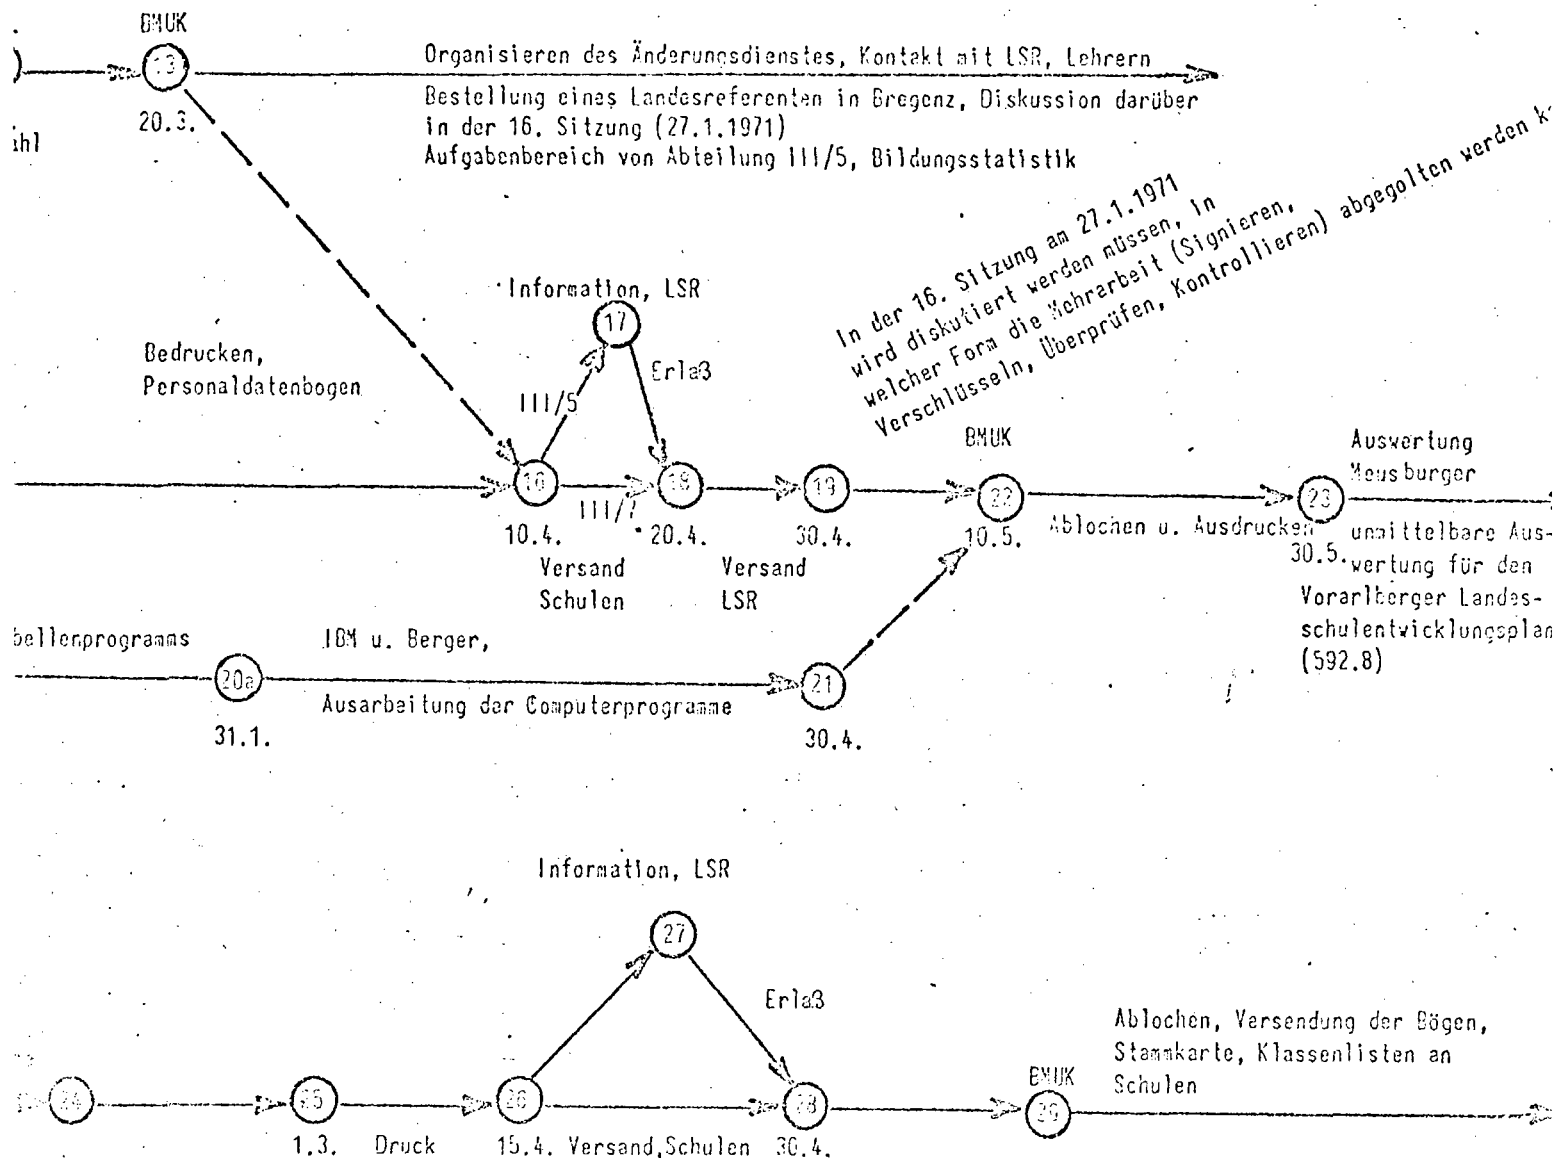 BMUK
13
20.3.
Organisieren des Änderungsdienstes, Kontakt mit LSR, Lehrern
Bestellung eines Landesreferenten in Bregenz, Diskussion darüber
in der 16. Sitzung (27.1.1971)
Aufgabenbereich von Abteilung III/5, Bildungsstatistik
ihl
In der 16. Sitzung am 27.1.1971
wird diskutiert werden müssen, in
welcher Form die Mehrarbeit (Signieren,
Verschlüsseln, Überprüfen, Kontrollieren) abgegolten werden k
Information, LSR
17
Bedrucken,
Personaldatenbogen
III/5
Erlaß
BMUK
Auswertung
Meusburger
16
18
19
22
23
III/7
10.4.
20.4.
30.4.
10.5.
Ablochen u. Ausdrucken
30.5.
unmittelbare Aus-
wertung für den
Vorarlberger Landes-
schulentwicklungsplan
(592.8)
Versand
Schulen
Versand
LSR
bellenprogramms
IBM u. Berger,
20a
21
Ausarbeitung der Computerprogramme
31.1.
30.4.
Information, LSR
27
Erlaß
Ablochen, Versendung der Bögen,
Stammkarte, Klassenlisten an
Schulen
BMUK
24
25
26
28
29
1.3.
Druck
15.4.
Versand,Schulen
30.4.